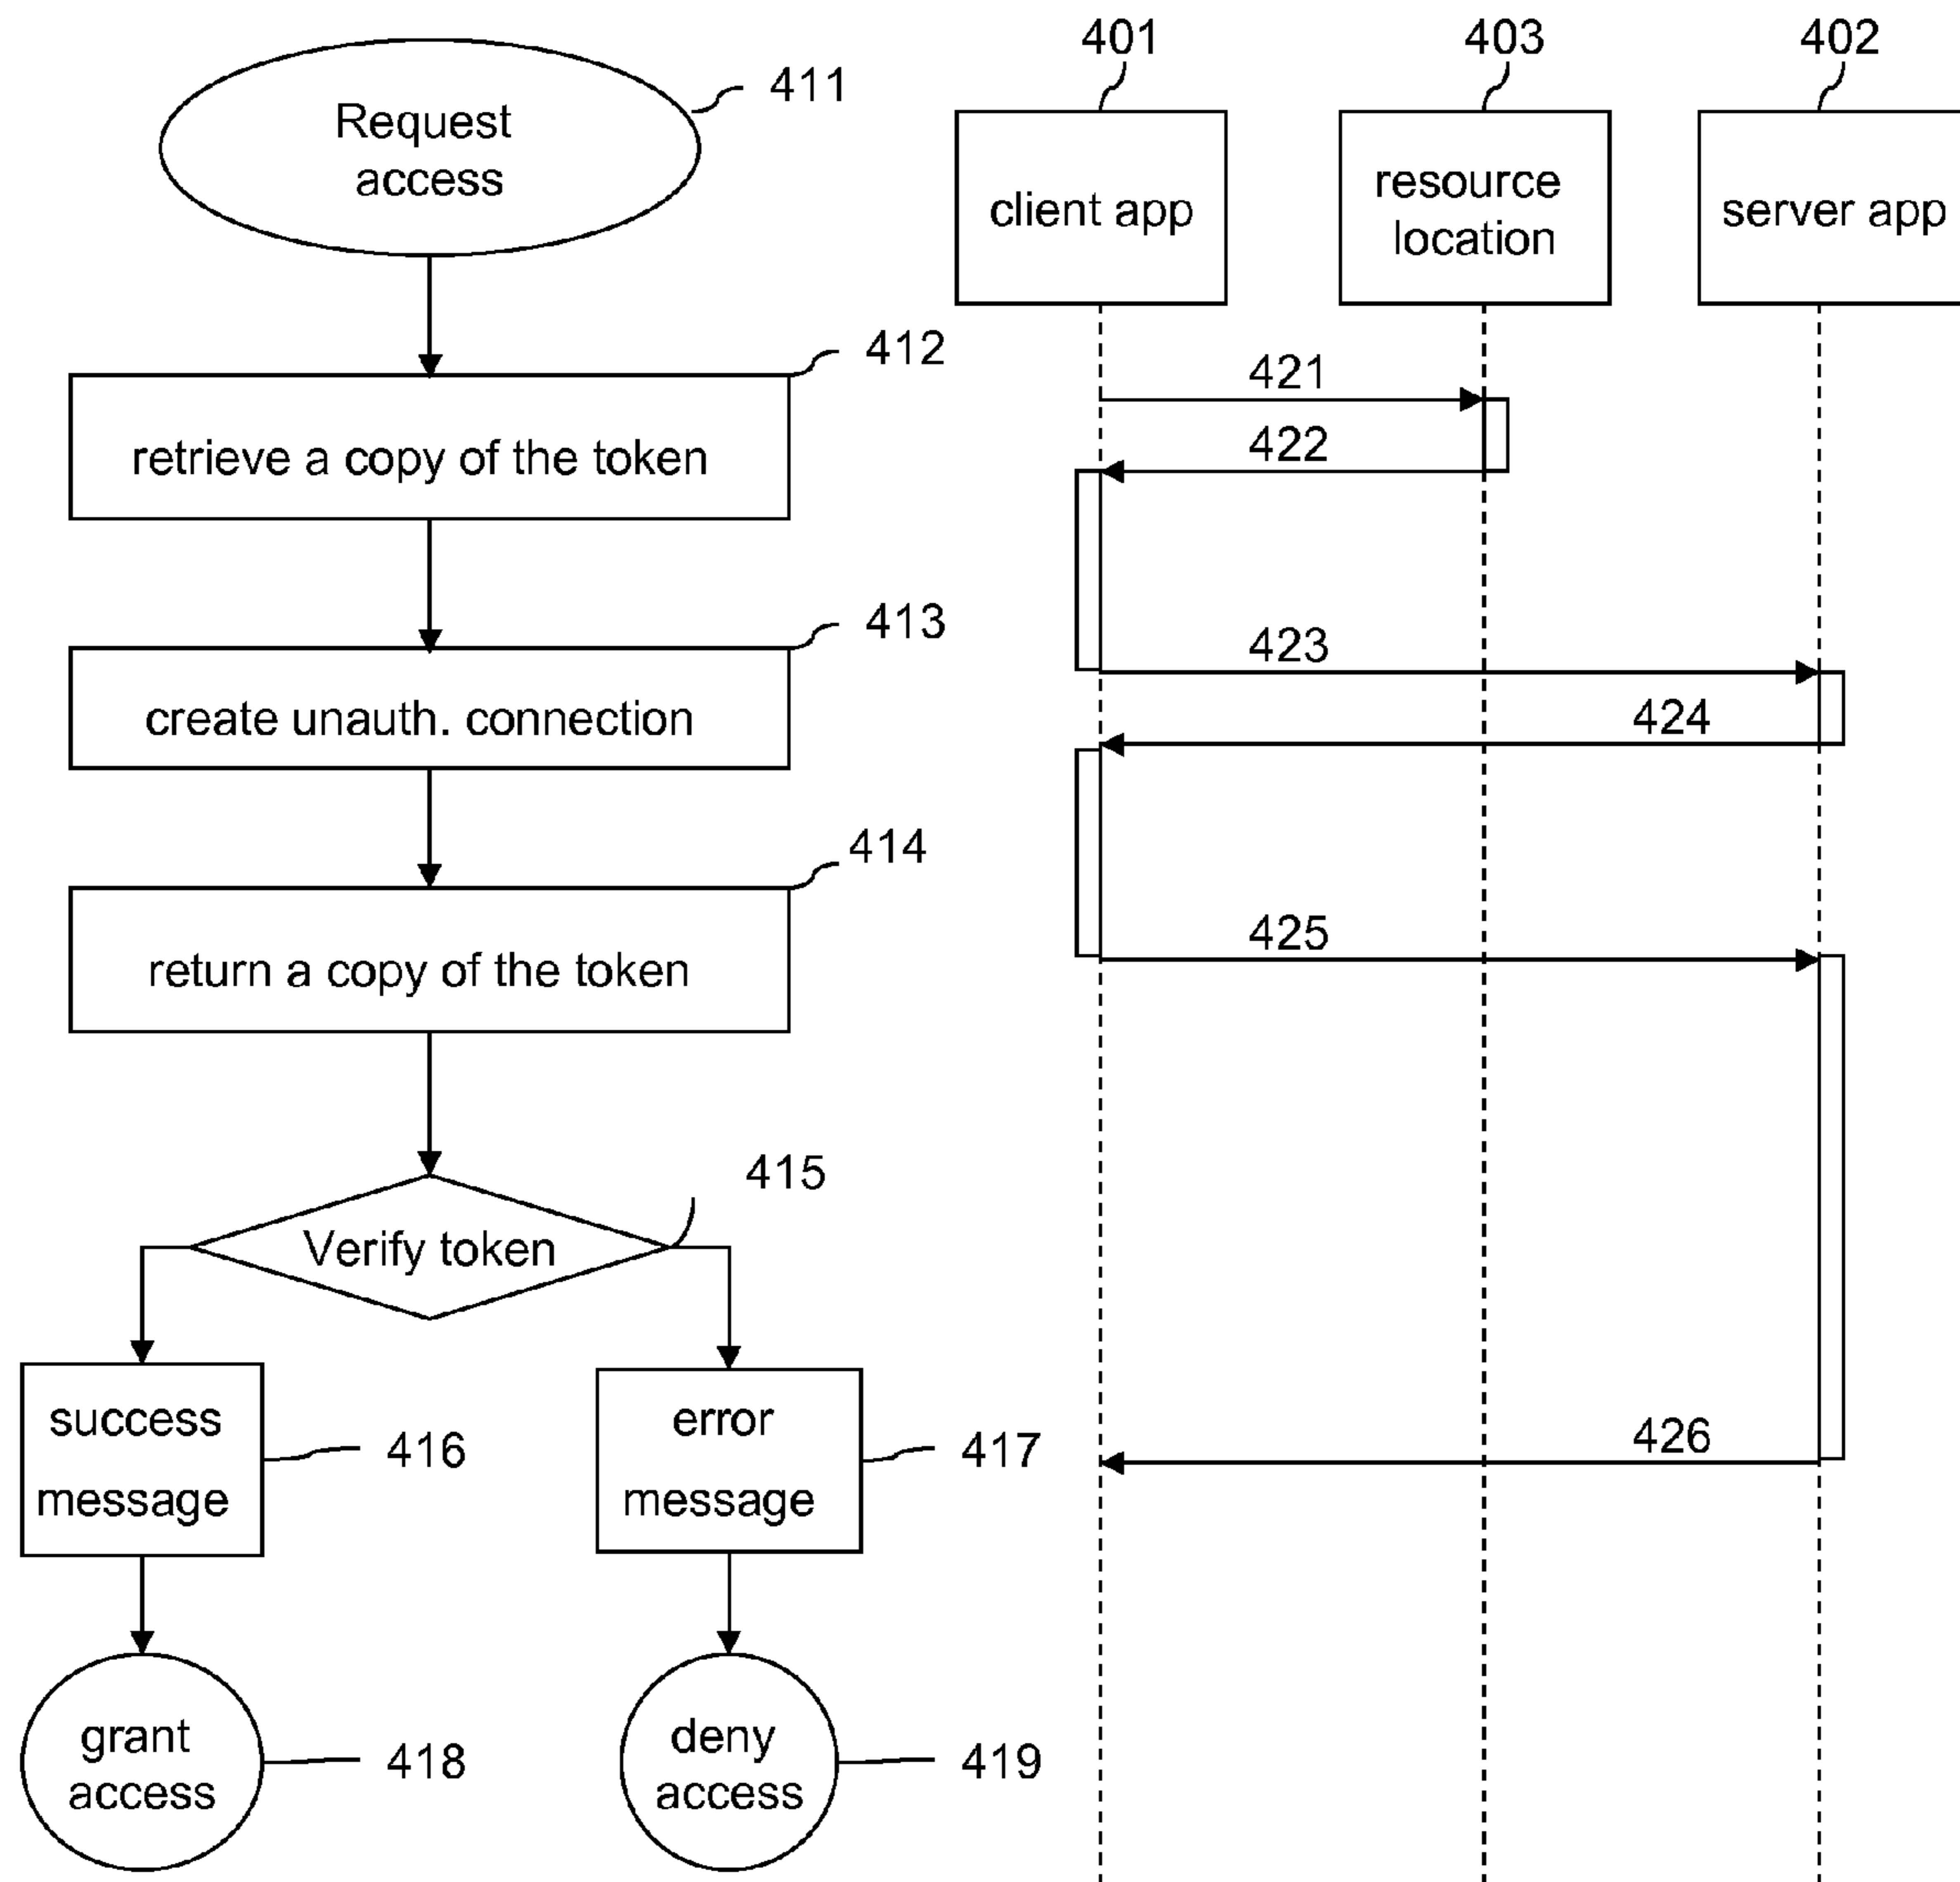 Request
access
411
retrieve a copy of the token
412
create unauth. connection
413
return a copy of the token
414
Verify token
415
success
message
416
error
message
417
grant
access
418
deny
access
419
401
403
402
client app
resource
location
server app
421
422
423
424
425
426